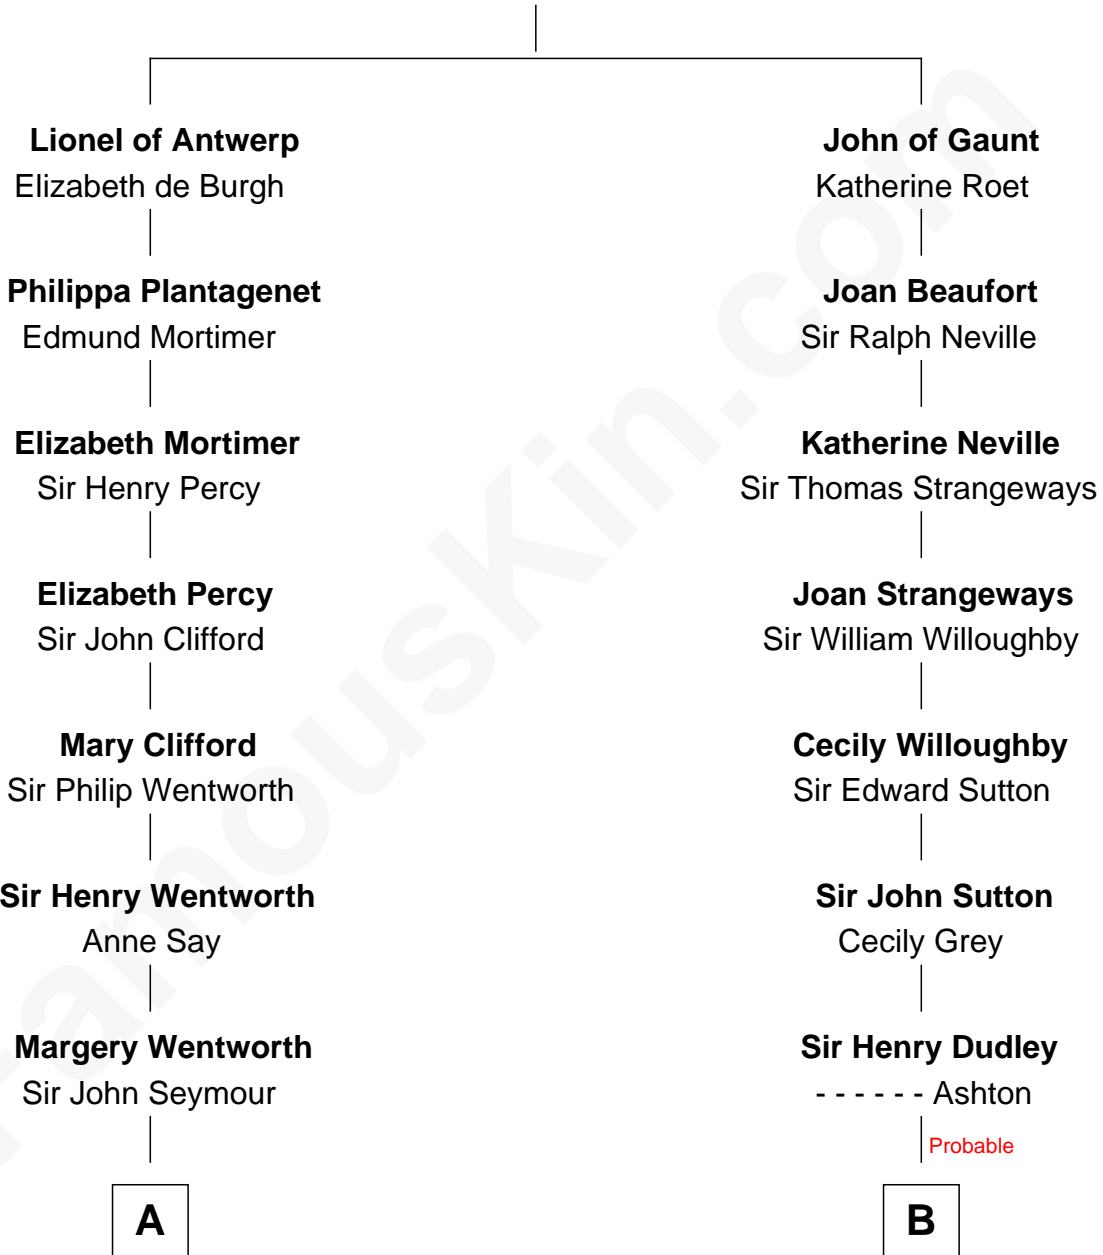 Lionel of Antwerp
Elizabeth de Burgh
Philippa Plantagenet
Edmund Mortimer
Elizabeth Mortimer
Sir Henry Percy
Elizabeth Percy
Sir John Clifford
Mary Clifford
Sir Philip Wentworth
Sir Henry Wentworth
Anne Say
Margery Wentworth
Sir John Seymour
A
John of Gaunt
Katherine Roet
Joan Beaufort
Sir Ralph Neville
Katherine Neville
Sir Thomas Strangeways
Joan Strangeways
Sir William Willoughby
Cecily Willoughby
Sir Edward Sutton
Sir John Sutton
Cecily Grey
Sir Henry Dudley
- - - - - - Ashton
Probable
B
FamousKin.com